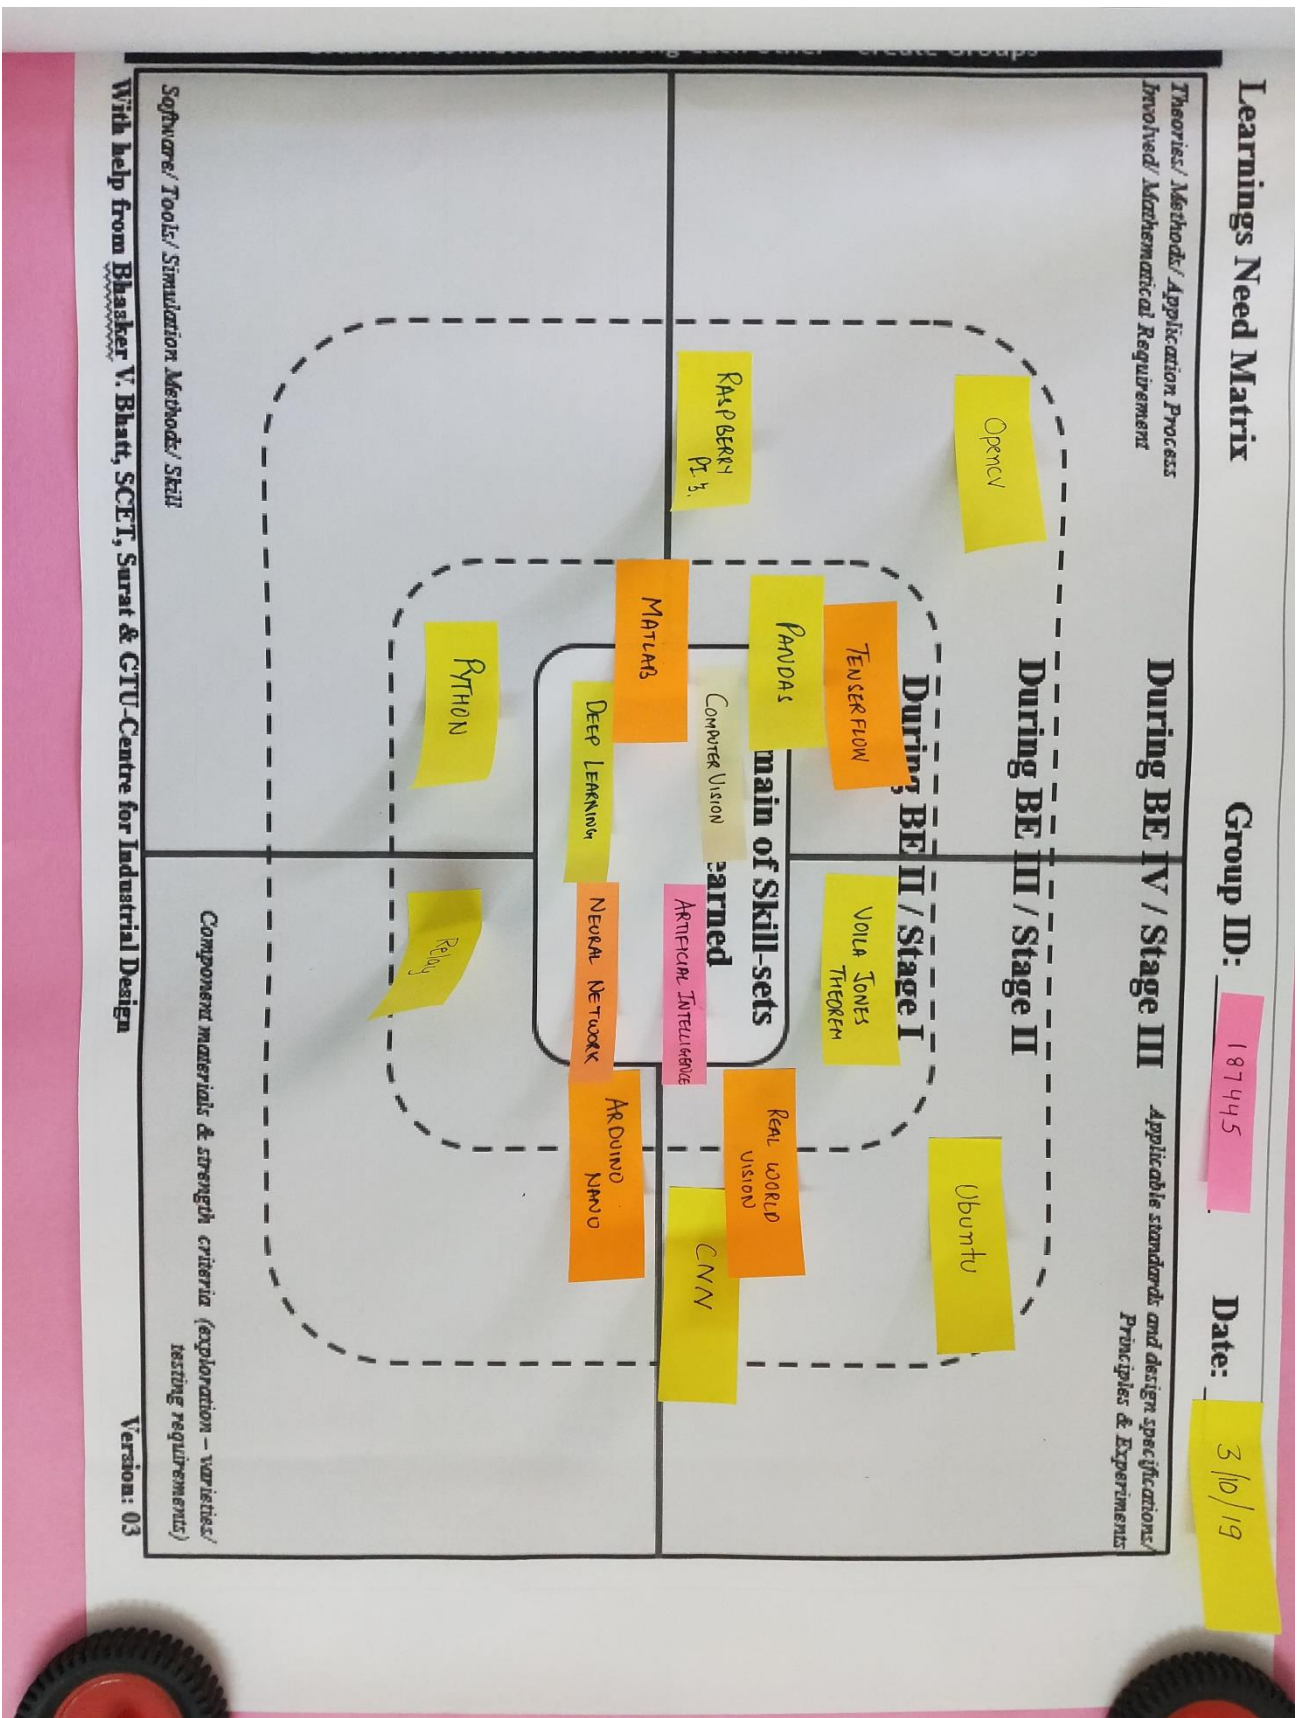 Learnings Need Matrix
Group ID:
187445
Date:
3/10/19
Theories/ Methods/ Application Process
Involved/ Mathematical Requirement
During BE IV / Stage III
Applicable standards and design specifications/
Principles & Experiments
During BE III / Stage II
During BE II / Stage I
main of Skill-sets
earned
OpenCV
Ubuntu
TENSERFLOW
VOILA JONES
THEOREM
PANDAS
REAL WORLD
VISION
RASPBERRY
PI 3.
COMPUTER VISION
ARTIFICIAL INTELLIGENCE
CNN
MATLAB
DEEP LEARNING
NEURAL NETWORK
ARDUINO
NANO
PYTHON
Relay
Component materials & strength criteria (exploration – varieties/
testing requirements)
Software/ Tools/ Simulation Methods/ Skill
With help from Bhasker V. Bhatt, SCET, Surat & GTU-Centre for Industrial Design
Version: 03